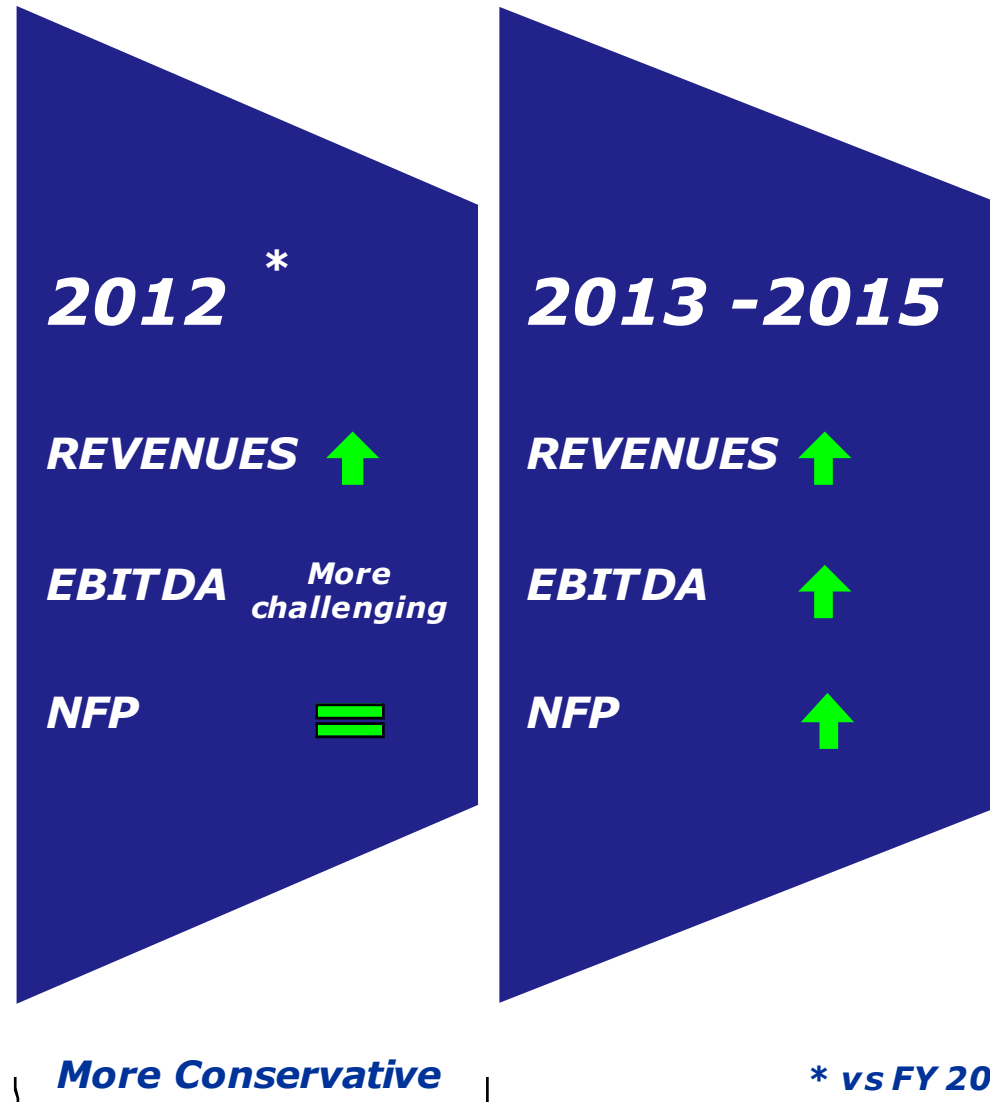 2012 *
REVENUES
EBITDA More challenging
NFP
2013 -2015
REVENUES
EBITDA
NFP
More Conservative
* vs FY 20